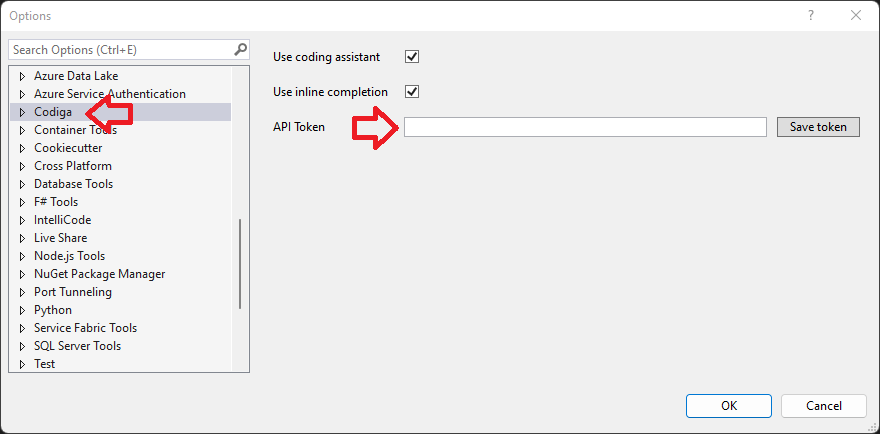 Options
Search Options (Ctrl+E)
Azure Data Lake
Azure Service Authentication
Codiga
Container Tools
Cookiecutter
Cross Platform
Database Tools
F# Tools
IntelliCode
Live Share
Node.js Tools
NuGet Package Manager
Port Tunneling
Python
Service Fabric Tools
SQL Server Tools
Test
Use coding assistant
Use inline completion
API Token
Save token
OK
Cancel